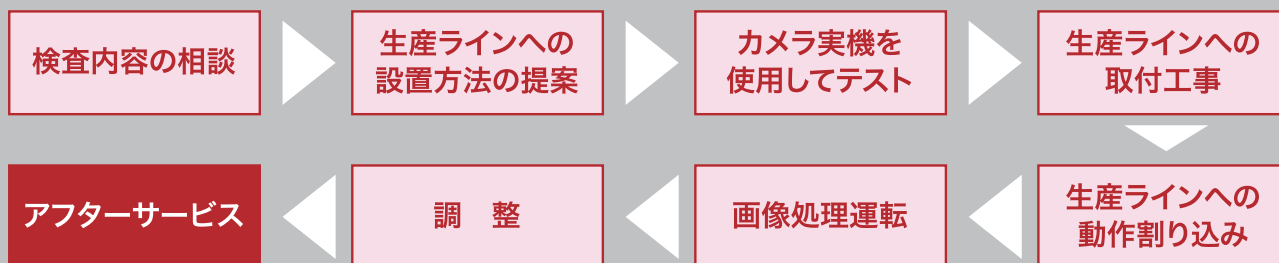 検査内容の相談
生産ラインへの
設置方法の提案
カメラ実機を
使用してテスト
生産ラインへの
取付工事
生産ラインへの
動作割り込み
画像処理運転
調　整
アフターサービス